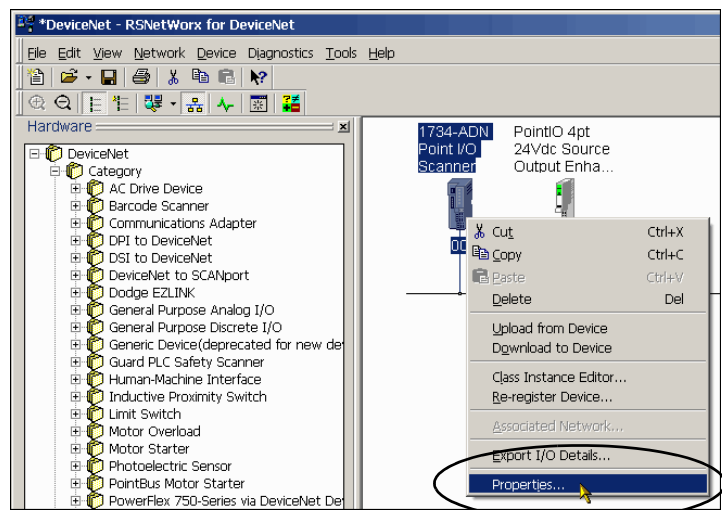 *DeviceNet - RSNetWorx for DeviceNet
File Edit View Network Device Diagnostics Tools Help
Hardware
DeviceNet
Category
AC Drive Device
Barcode Scanner
Communications Adapter
DPI to DeviceNet
DSI to DeviceNet
DeviceNet to SCANport
Dodge EZLINK
General Purpose Analog I/O
General Purpose Discrete I/O
Generic Device(deprecated for new de
Guard PLC Safety Scanner
Human-Machine Interface
Inductive Proximity Switch
Limit Switch
Motor Overload
Motor Starter
Photoelectric Sensor
PointBus Motor Starter
PowerFlex 750-Series via DeviceNet De
1734-ADN
Point I/O
Scanner
PointIO 4pt
24Vdc Source
Output Enha...
00
Cut Ctrl+X
Copy Ctrl+C
Paste Ctrl+V
Delete Del
Upload from Device
Download to Device
Class Instance Editor...
Re-register Device...
Associated Network...
Export I/O Details...
Properties...